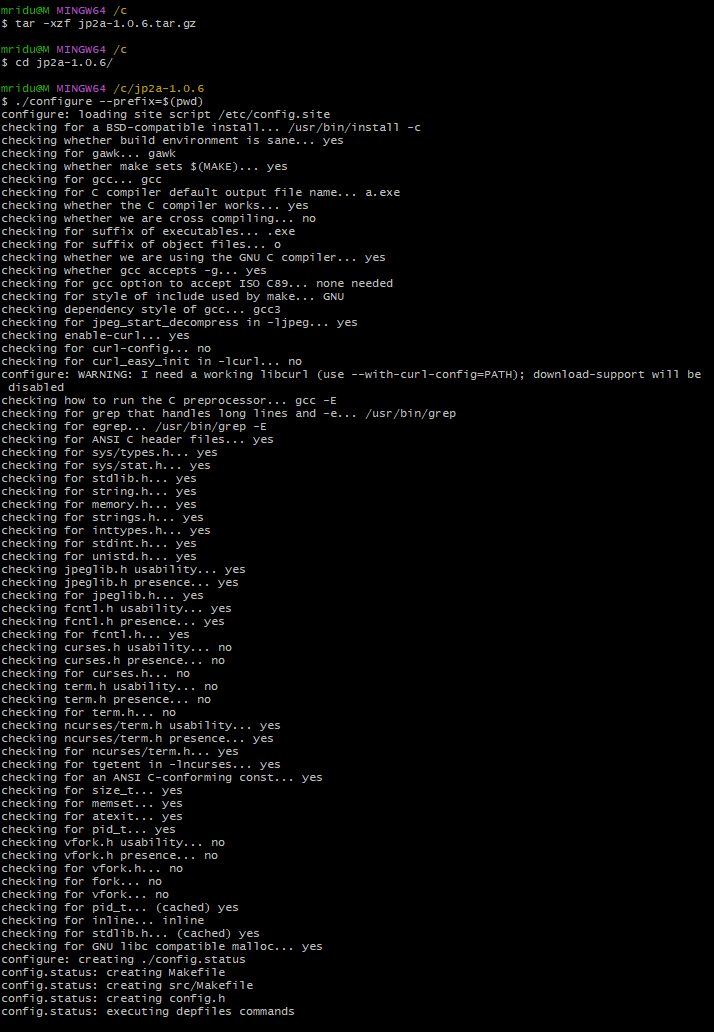 mridu@M MINGW64 /c
$ tar -xzf jp2a-1.0.6.tar.gz
mridu@M MINGW64 /c
$ cd jp2a-1.0.6/
mridu@M MINGW64 /c/jp2a-1.0.6
$ ./configure --prefix=$(pwd)
configure: loading site script /etc/config.site
checking for a BSD-compatible install... /usr/bin/install -c
checking whether build environment is sane... yes
checking for gawk... gawk
checking whether make sets $(MAKE)... yes
checking for gcc... gcc
checking for C compiler default output file name... a.exe
checking whether the C compiler works... yes
checking whether we are cross compiling... no
checking for suffix of executables... .exe
checking for suffix of object files... o
checking whether we are using the GNU C compiler... yes
checking whether gcc accepts -g... yes
checking for gcc option to accept ISO C89... none needed
checking for style of include used by make... GNU
checking dependency style of gcc... gcc3
checking for jpeg_start_decompress in -ljpeg... yes
checking enable-curl... yes
checking for curl-config... no
checking for curl_easy_init in -lcurl... no
configure: WARNING: I need a working libcurl (use --with-curl-config=PATH); download-support will be
 disabled
checking how to run the C preprocessor... gcc -E
checking for grep that handles long lines and -e... /usr/bin/grep
checking for egrep... /usr/bin/grep -E
checking for ANSI C header files... yes
checking for sys/types.h... yes
checking for sys/stat.h... yes
checking for stdlib.h... yes
checking for string.h... yes
checking for memory.h... yes
checking for strings.h... yes
checking for inttypes.h... yes
checking for stdint.h... yes
checking for unistd.h... yes
checking jpeglib.h usability... yes
checking jpeglib.h presence... yes
checking for jpeglib.h... yes
checking fcntl.h usability... yes
checking fcntl.h presence... yes
checking for fcntl.h... yes
checking curses.h usability... no
checking curses.h presence... no
checking for curses.h... no
checking term.h usability... no
checking term.h presence... no
checking for term.h... no
checking ncurses/term.h usability... yes
checking ncurses/term.h presence... yes
checking for ncurses/term.h... yes
checking for tgetent in -lncurses... yes
checking for an ANSI C-conforming const... yes
checking for size_t... yes
checking for memset... yes
checking for atexit... yes
checking for pid_t... yes
checking vfork.h usability... no
checking vfork.h presence... no
checking for vfork.h... no
checking for fork... no
checking for vfork... no
checking for pid_t... (cached) yes
checking for inline... inline
checking for stdlib.h... (cached) yes
checking for GNU libc compatible malloc... yes
configure: creating ./config.status
config.status: creating Makefile
config.status: creating src/Makefile
config.status: creating config.h
config.status: executing depfiles commands